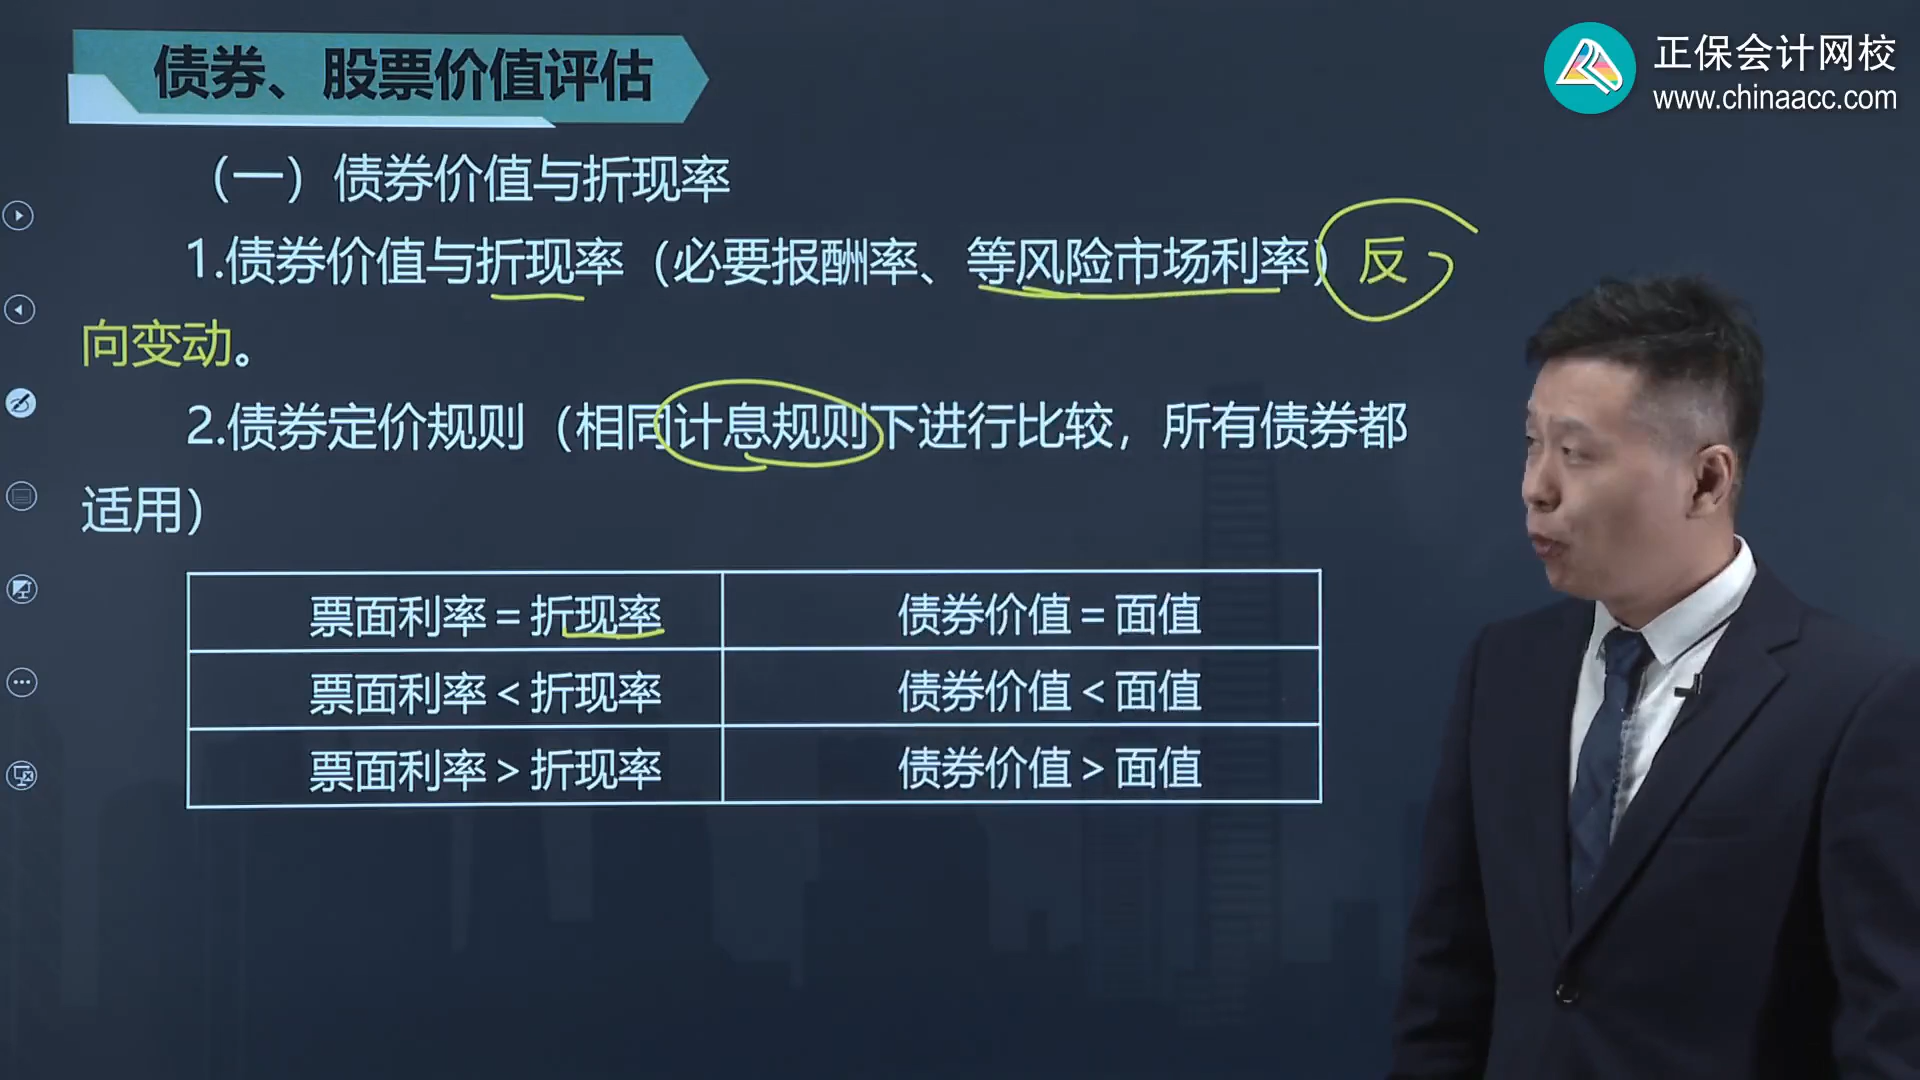 债券、股票价值评估
正保会计网校
www.chinaacc.com
（一）债券价值与折现率
1.债券价值与折现率（必要报酬率、等风险市场利率）反
向变动。
2.债券定价规则（相同计息规则下进行比较，所有债券都
适用）
票面利率＝折现率 债券价值＝面值
票面利率＜折现率 债券价值＜面值
票面利率＞折现率 债券价值＞面值